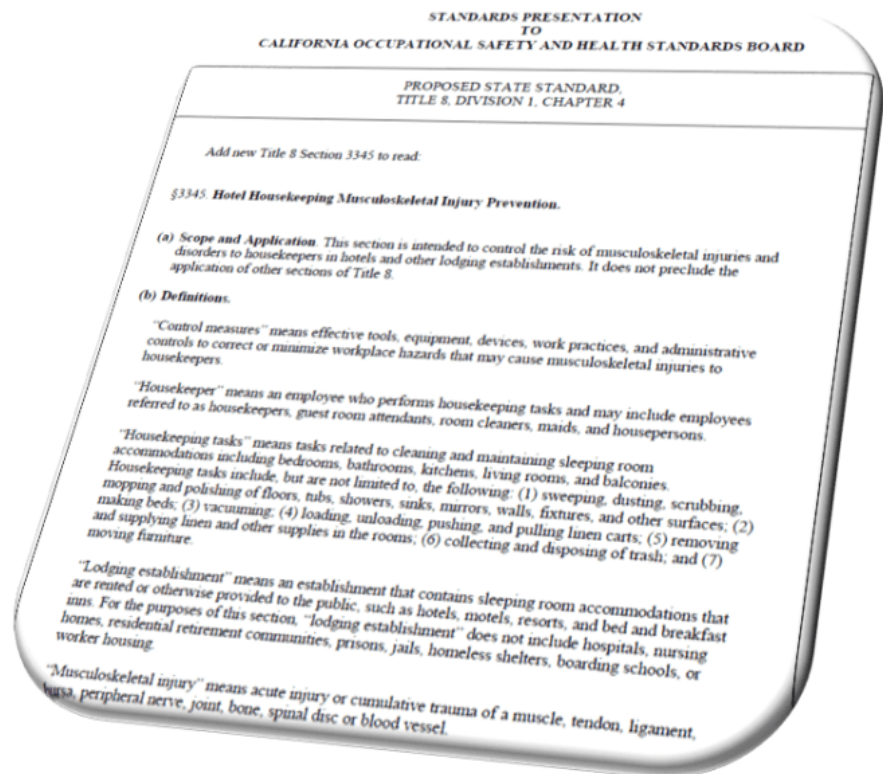 STANDARDS PRESENTATION
TO
CALIFORNIA OCCUPATIONAL SAFETY AND HEALTH STANDARDS BOARD
PROPOSED STATE STANDARD,
TITLE 8, DIVISION 1, CHAPTER 4
Add new Title 8 Section 3345 to read:
§3345. Hotel Housekeeping Musculoskeletal Injury Prevention.
(a) Scope and Application. This section is intended to control the risk of musculoskeletal injuries and
disorders to housekeepers in hotels and other lodging establishments. It does not preclude the
application of other sections of Title 8.
(b) Definitions.
"Control measures" means effective tools, equipment, devices, work practices, and administrative
controls to correct or minimize workplace hazards that may cause musculoskeletal injuries to
housekeepers.
"Housekeeper" means an employee who performs housekeeping tasks and may include employees
referred to as housekeepers, guest room attendants, room cleaners, maids, and housepersons.
"Housekeeping tasks" means tasks related to cleaning and maintaining sleeping room
accommodations including bedrooms, bathrooms, kitchens, living rooms, and balconies.
Housekeeping tasks include, but are not limited to, the following: (1) sweeping, dusting, scrubbing,
mopping and polishing of floors, tubs, showers, sinks, mirrors, walls, fixtures, and other surfaces; (2)
making beds; (3) vacuuming; (4) loading, unloading, pushing, and pulling linen carts; (5) removing
and supplying linen and other supplies in the rooms; (6) collecting and disposing of trash; and (7)
moving furniture.
"Lodging establishment" means an establishment that contains sleeping room accommodations that
are rented or otherwise provided to the public, such as hotels, motels, resorts, and bed and breakfast
inns. For the purposes of this section, "lodging establishment" does not include hospitals, nursing
homes, residential retirement communities, prisons, jails, homeless shelters, boarding schools, or
worker housing.
"Musculoskeletal injury" means acute injury or cumulative trauma of a muscle, tendon, ligament,
bursa, peripheral nerve, joint, bone, spinal disc or blood vessel.